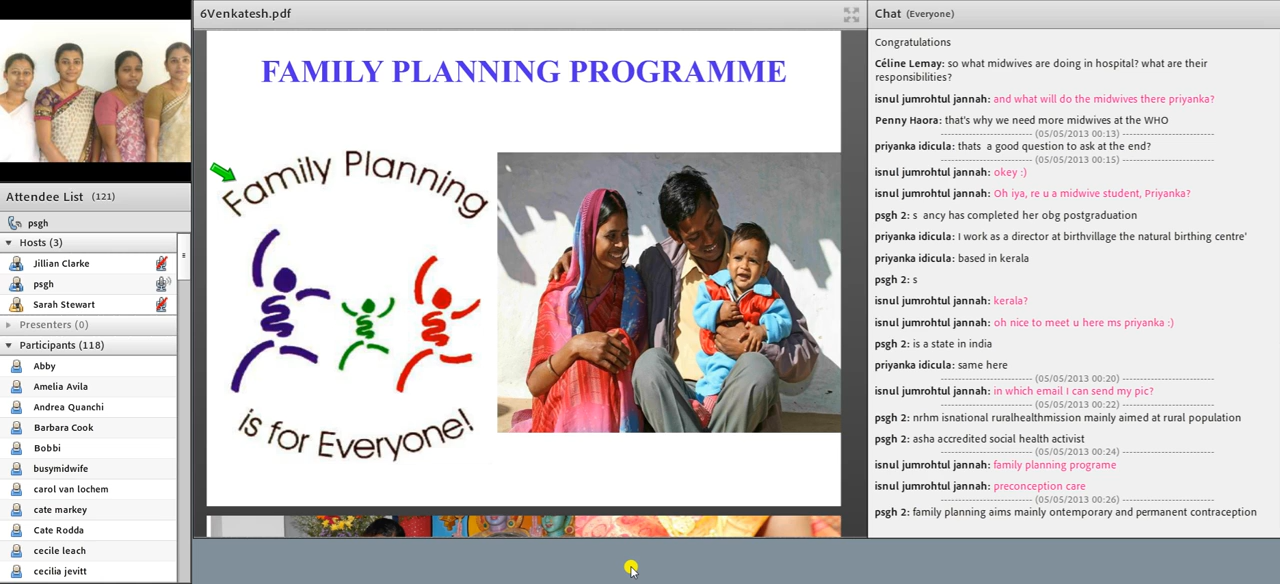 6Venkatesh.pdf
Chat (Everyone)
FAMILY PLANNING PROGRAMME
Family Planning
is for Everyone!
Attendee List (121)
psgh
Hosts (3)
Jillian Clarke
psgh
Sarah Stewart
Presenters (0)
Participants (118)
Abby
Amelia Avila
Andrea Quanchi
Barbara Cook
Bobbi
busymidwife
carol van lochem
cate markey
Cate Rodda
cecile leach
cecilia jevitt
Congratulations
Céline Lemay: so what midwives are doing in hospital? what are their
responsibilities?
isnul jumrohtul jannah: and what will do the midwives there priyanka?
Penny Haora: that's why we need more midwives at the WHO
(05/05/2013 00:13)
priyanka idicula: thats a good question to ask at the end?
(05/05/2013 00:15)
isnul jumrohtul jannah: okey :)
isnul jumrohtul jannah: Oh iya, re u a midwive student, Priyanka?
psgh 2: s ancy has completed her obg postgraduation
priyanka idicula: I work as a director at birthvillage the natural birthing centre'
priyanka idicula: based in kerala
psgh 2: s
isnul jumrohtul jannah: kerala?
isnul jumrohtul jannah: oh nice to meet u here ms priyanka :)
psgh 2: is a state in india
priyanka idicula: same here
(05/05/2013 00:20)
isnul jumrohtul jannah: in which email I can send my pic?
(05/05/2013 00:22)
psgh 2: nrhm isnational ruralhealthmission mainly aimed at rural population
psgh 2: asha accredited social health activist
(05/05/2013 00:24)
isnul jumrohtul jannah: family planning programe
isnul jumrohtul jannah: preconception care
(05/05/2013 00:26)
psgh 2: family planning aims mainly ontemporary and permanent contraception